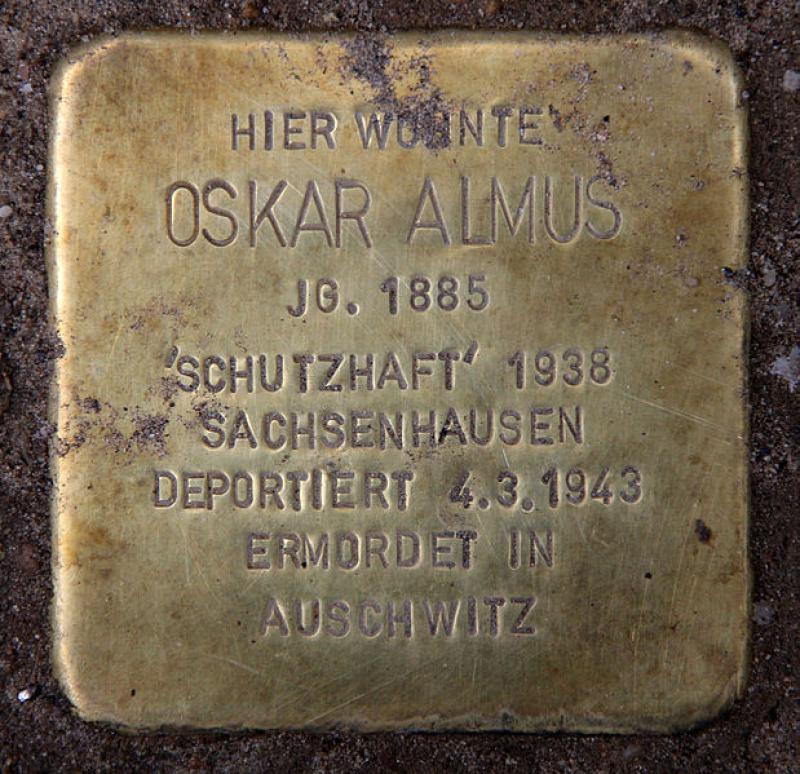 HIER WOHNTE
OSKAR ALMUS
JG. 1885
'SCHUTZHAFT' 1938
SACHSENHAUSEN
DEPORTIERT 4.3.1943
ERMORDET IN
AUSCHWITZ